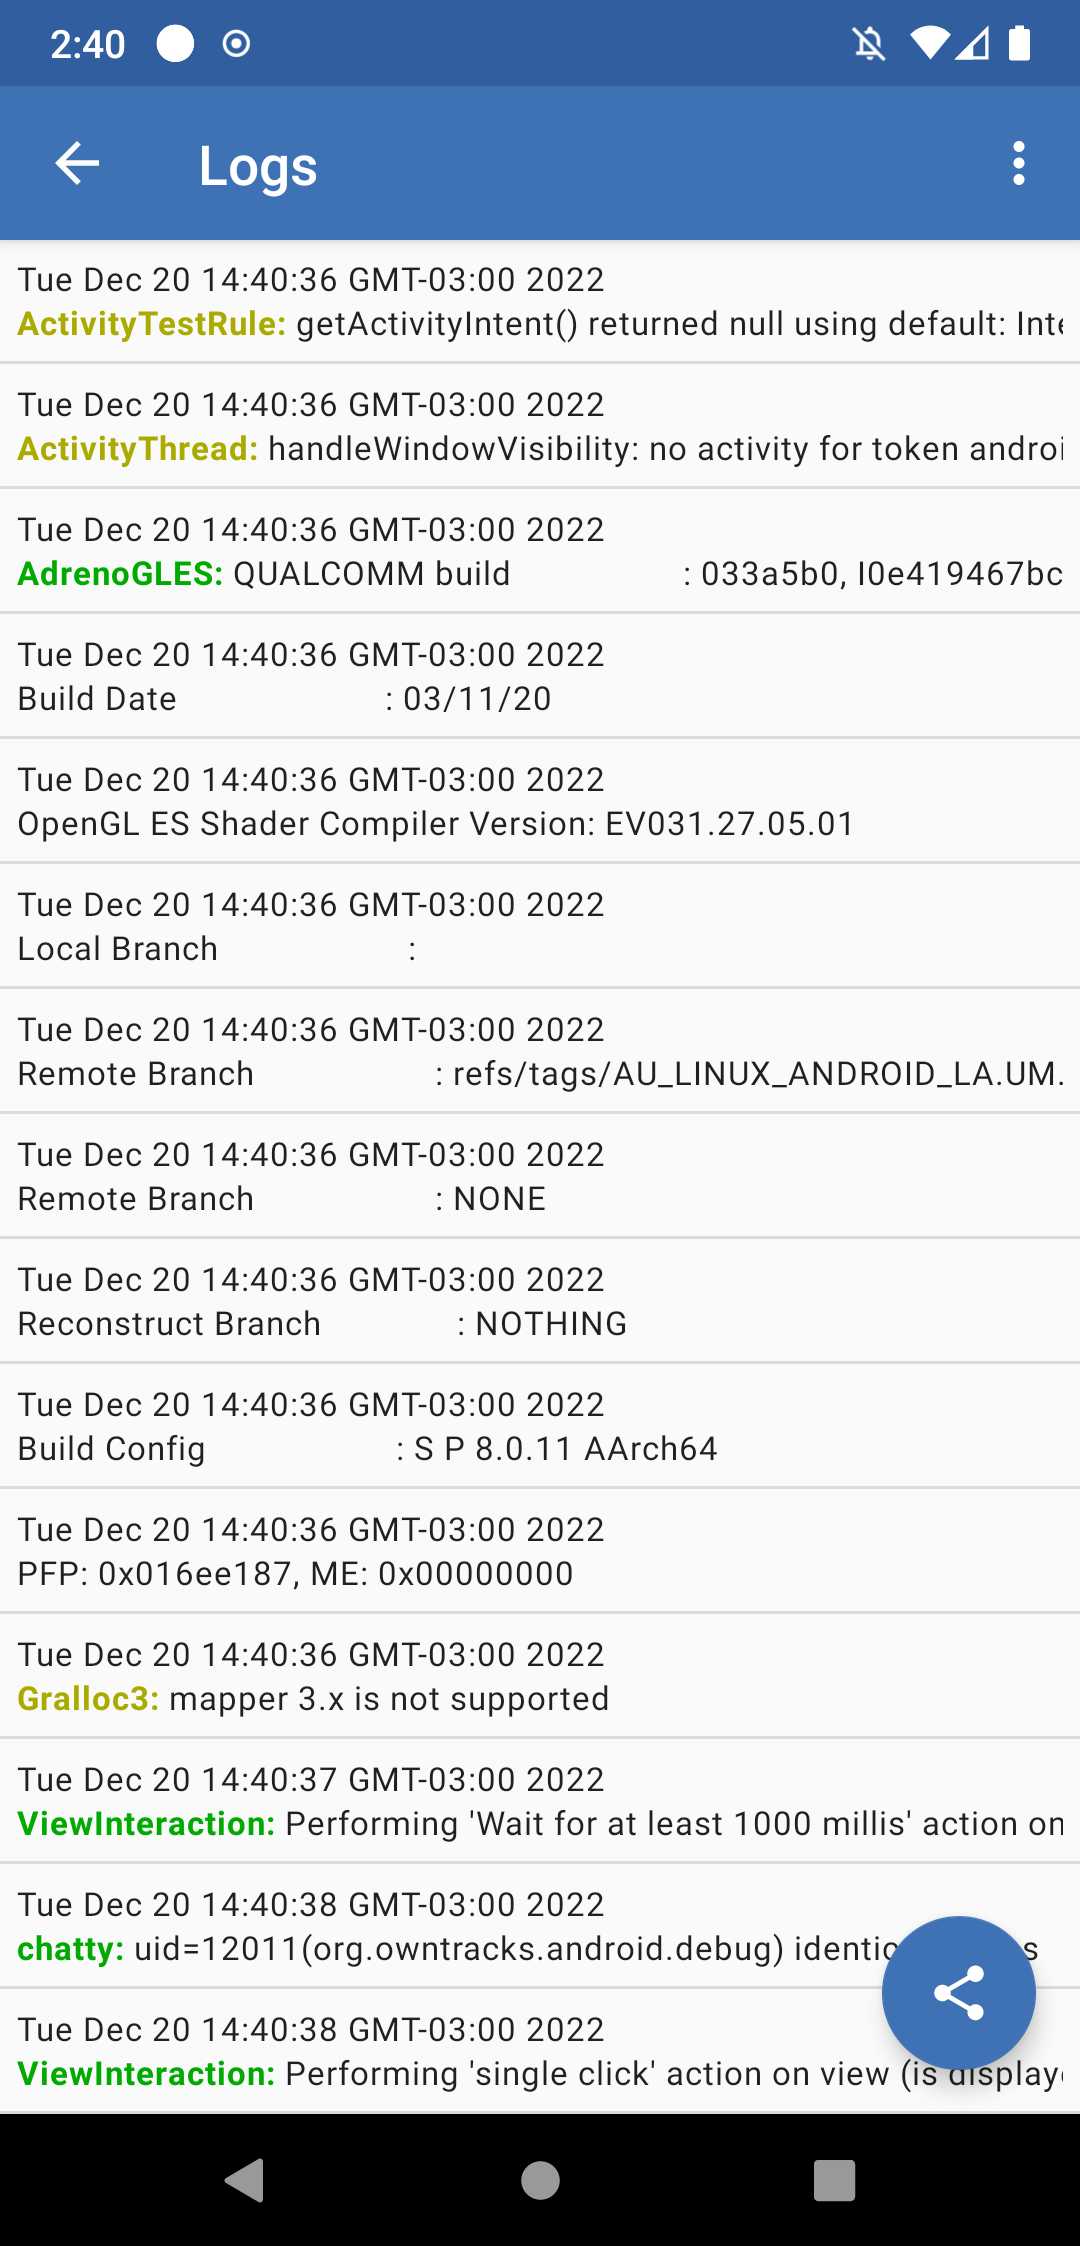 2:40
Logs
Tue Dec 20 14:40:36 GMT-03:00 2022
ActivityTestRule: getActivityIntent() returned null using default:
Tue Dec 20 14:40:36 GMT-03:00 2022
ActivityThread: handleWindowVisibility: no activity for token androi
Tue Dec 20 14:40:36 GMT-03:00 2022
AdrenoGLES: QUALCOMM build : 033a5b0, I0e419467bc
Tue Dec 20 14:40:36 GMT-03:00 2022
Build Date : 03/11/20
Tue Dec 20 14:40:36 GMT-03:00 2022
OpenGL ES Shader Compiler Version: EV031.27.05.01
Tue Dec 20 14:40:36 GMT-03:00 2022
Local Branch :
Tue Dec 20 14:40:36 GMT-03:00 2022
Remote Branch : refs/tags/AU_LINUX_ANDROID_LA.UM.
Tue Dec 20 14:40:36 GMT-03:00 2022
Remote Branch : NONE
Tue Dec 20 14:40:36 GMT-03:00 2022
Reconstruct Branch : NOTHING
Tue Dec 20 14:40:36 GMT-03:00 2022
Build Config : S P 8.0.11 AArch64
Tue Dec 20 14:40:36 GMT-03:00 2022
PFP: 0x016ee187, ME: 0x00000000
Tue Dec 20 14:40:36 GMT-03:00 2022
Gralloc3: mapper 3.x is not supported
Tue Dec 20 14:40:37 GMT-03:00 2022
ViewInteraction: Performing 'Wait for at least 1000 millis' action on
Tue Dec 20 14:40:38 GMT-03:00 2022
chatty: uid=12011(org.owntracks.android.debug)
Tue Dec 20 14:40:38 GMT-03:00 2022
ViewInteraction: Performing 'single click' action on view (is